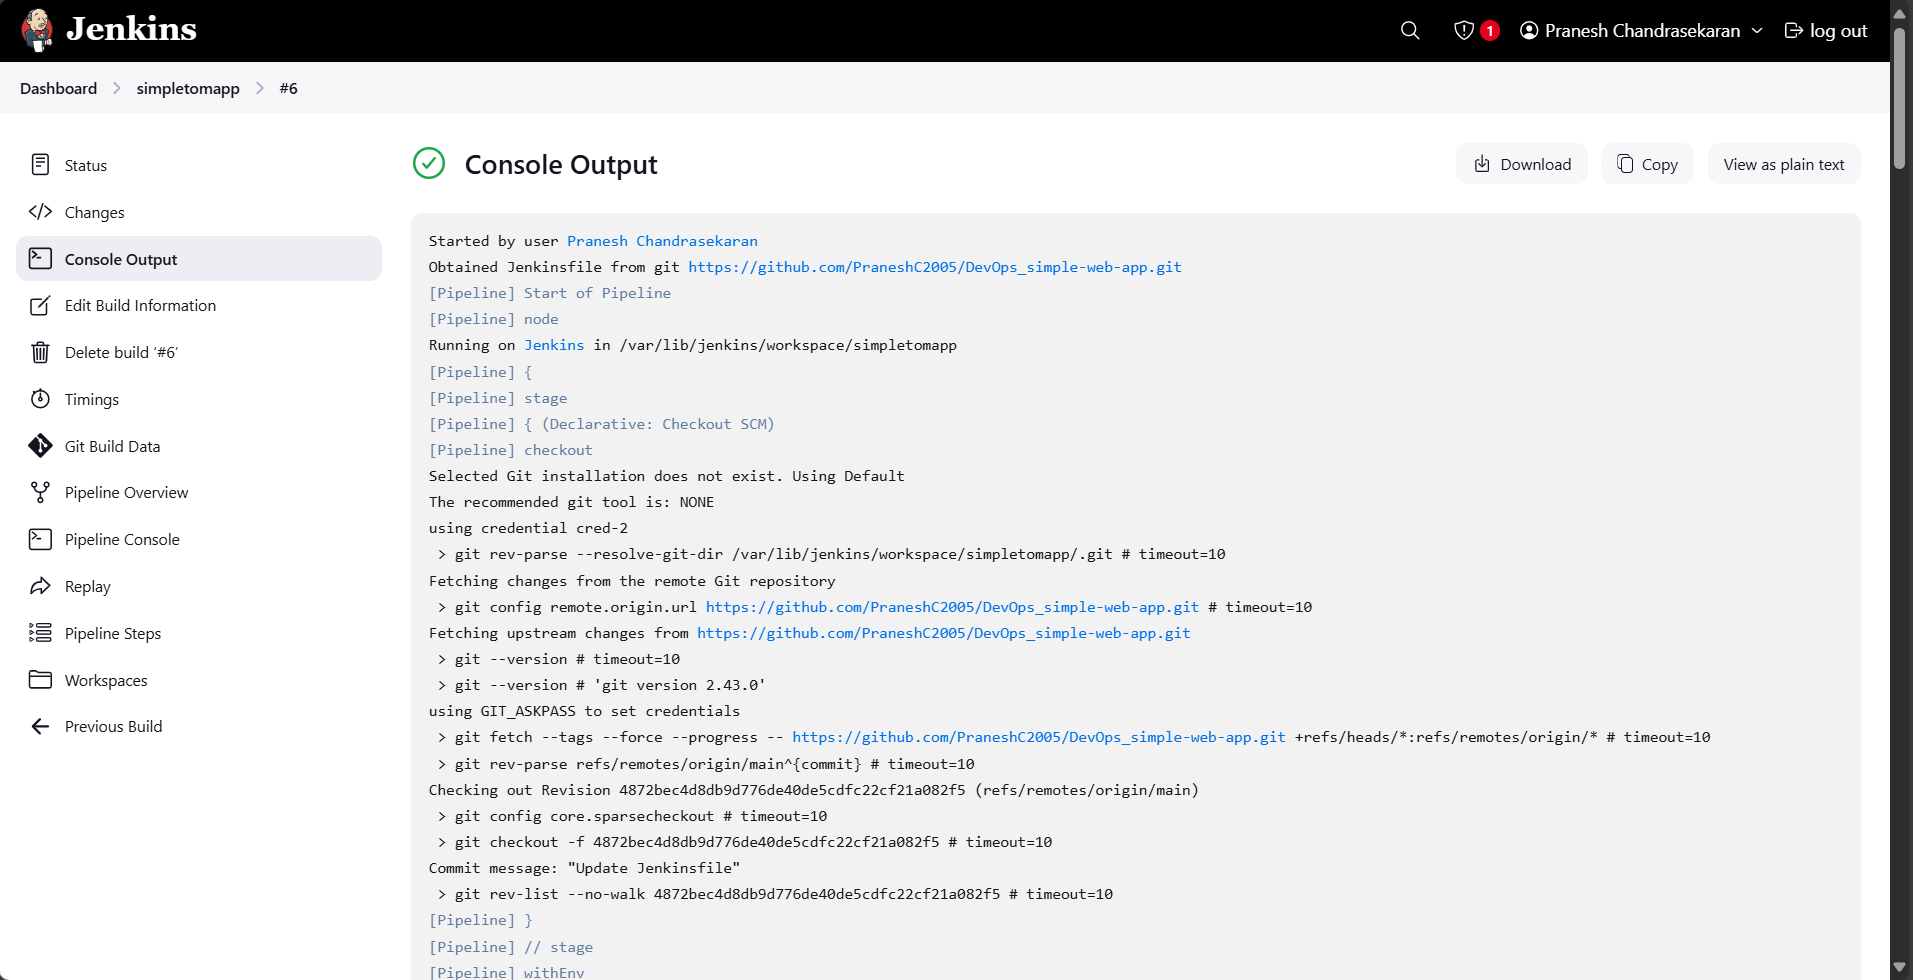 Jenkins
1
Pranesh Chandrasekaran
log out
Dashboard
simpletomapp
#6
Status
Changes
Console Output
Edit Build Information
Delete build ‘#6’
Timings
Git Build Data
Pipeline Overview
Pipeline Console
Replay
Pipeline Steps
Workspaces
Previous Build
Console Output
Download
Copy
View as plain text
Started by user Pranesh Chandrasekaran
Obtained Jenkinsfile from git https://github.com/PraneshC2005/DevOps_simple-web-app.git
[Pipeline] Start of Pipeline
[Pipeline] node
Running on Jenkins in /var/lib/jenkins/workspace/simpletomapp
[Pipeline] {
[Pipeline] stage
[Pipeline] { (Declarative: Checkout SCM)
[Pipeline] checkout
Selected Git installation does not exist. Using Default
The recommended git tool is: NONE
using credential cred-2
> git rev-parse --resolve-git-dir /var/lib/jenkins/workspace/simpletomapp/.git # timeout=10
Fetching changes from the remote Git repository
> git config remote.origin.url https://github.com/PraneshC2005/DevOps_simple-web-app.git # timeout=10
Fetching upstream changes from https://github.com/PraneshC2005/DevOps_simple-web-app.git
> git --version # timeout=10
> git --version # 'git version 2.43.0'
using GIT_ASKPASS to set credentials
> git fetch --tags --force --progress -- https://github.com/PraneshC2005/DevOps_simple-web-app.git +refs/heads/*:refs/remotes/origin/* # timeout=10
> git rev-parse refs/remotes/origin/main^{commit} # timeout=10
Checking out Revision 4872bec4d8db9d776de40de5cdfc22cf21a082f5 (refs/remotes/origin/main)
> git config core.sparsecheckout # timeout=10
> git checkout -f 4872bec4d8db9d776de40de5cdfc22cf21a082f5 # timeout=10
Commit message: "Update Jenkinsfile"
> git rev-list --no-walk 4872bec4d8db9d776de40de5cdfc22cf21a082f5 # timeout=10
[Pipeline] }
[Pipeline] // stage
[Pipeline] withEnv